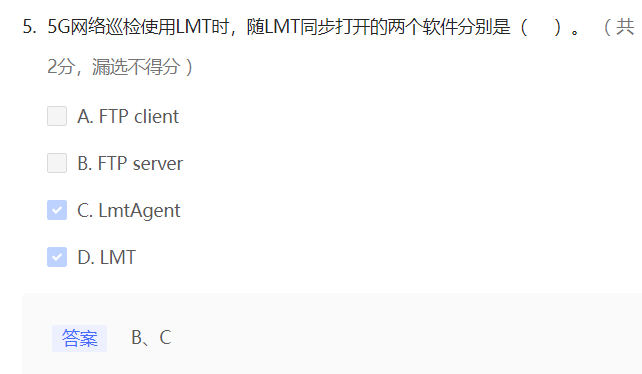 5. 5G网络巡检使用LMT时，随LMT同步打开的两个软件分别是（　）。（ 共
2分，漏选不得分 ）
A. FTP client
B. FTP server
C. LmtAgent
D. LMT
答案 B、C